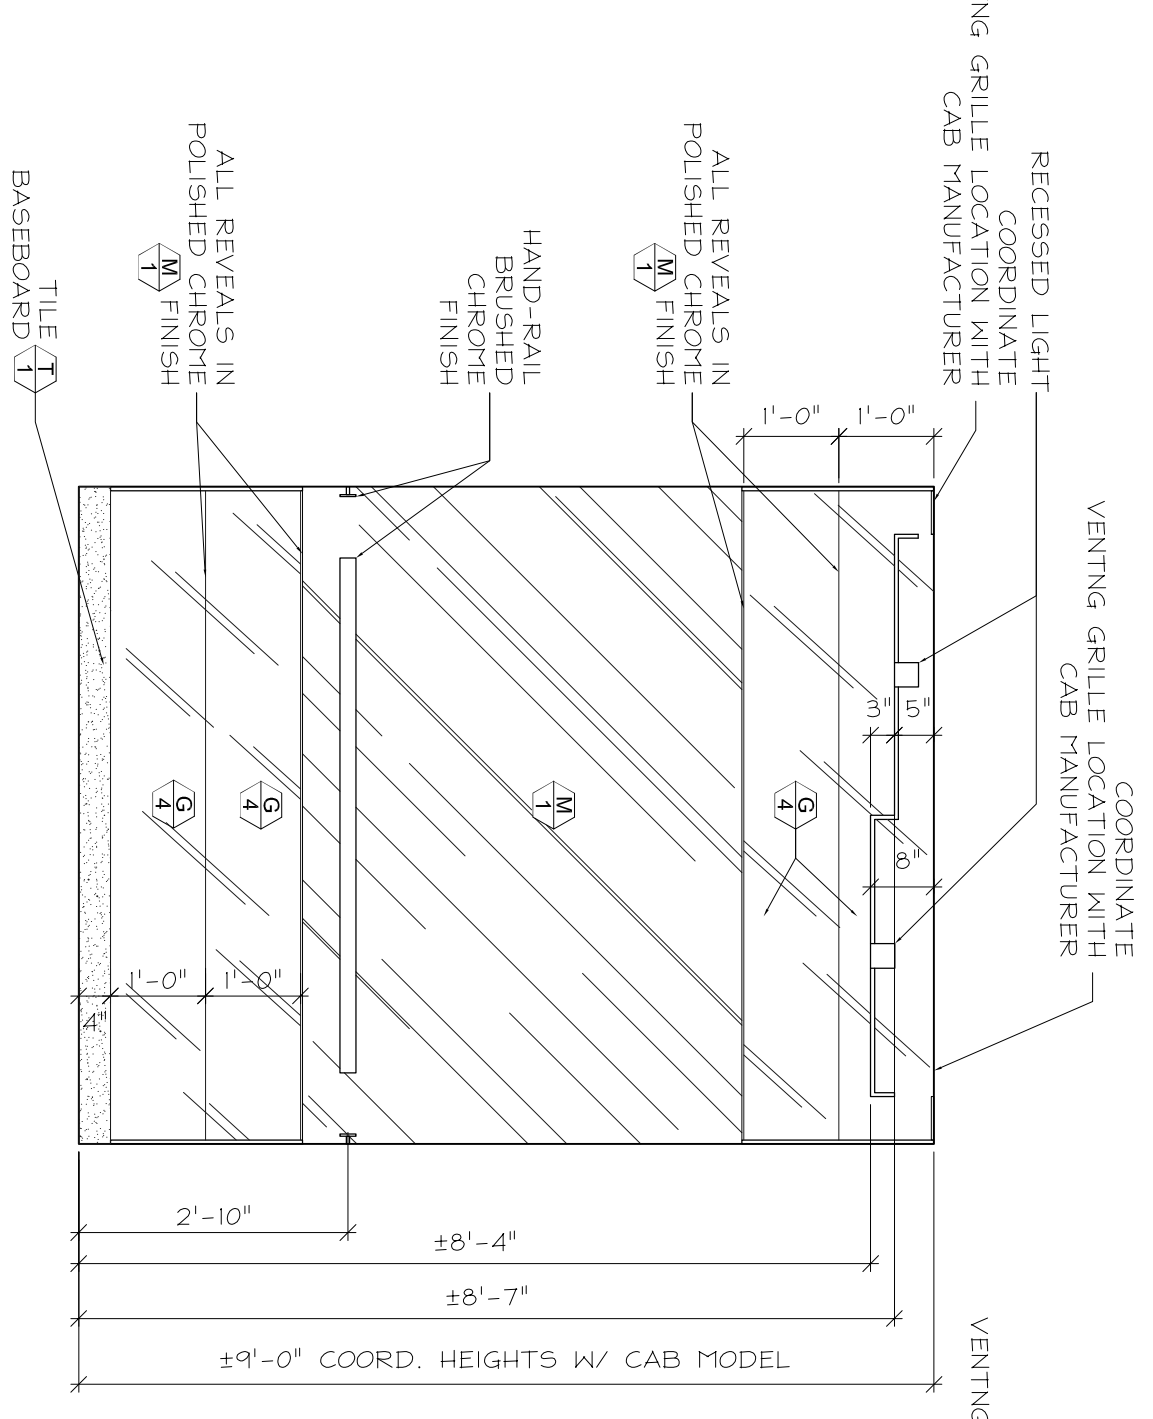 NG GRILLE LOCATION WITH
CAB MANUFACTURER
RECESSED LIGHT
COORDINATE
COORDINATE
VENTNG GRILLE LOCATION WITH
CAB MANUFACTURER
VENTNG
ALL REVEALS IN
POLISHED CHROME
M
1
FINISH
HAND-RAIL
BRUSHED
CHROME
FINISH
ALL REVEALS IN
POLISHED CHROME
M
1
FINISH
TILE
BASEBOARD
T
1
1'-0"
1'-0"
3"
5"
8"
G
4
M
1
G
4
G
4
1'-0"
1'-0"
4"
2'-10"
±8'-4"
±8'-7"
±9'-0" COORD. HEIGHTS W/ CAB MODEL